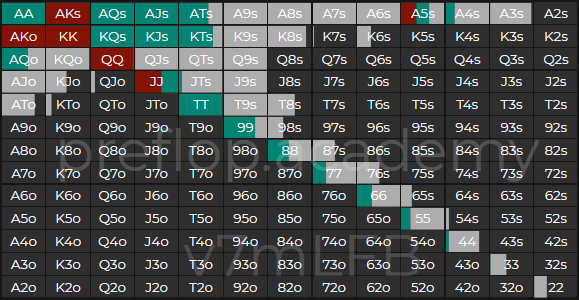 AA AKs AQs AJs ATs A9s A8s A7s A6s A5s A4s A3s A2s
AKo KK KQs KJs KTs K9s K8s K7s K6s K5s K4s K3s K2s
AQo KQo QQ QJs QTs Q9s Q8s Q7s Q6s Q5s Q4s Q3s Q2s
AJo KJo QJo JJ JTs J9s J8s J7s J6s J5s J4s J3s J2s
ATo KTo QTo JTo TT T9s T8s T7s T6s T5s T4s T3s T2s
A9o K9o Q9o J9o T9o 99 98s 97s 96s 95s 94s 93s 92s
A8o K8o Q8o J8o T8o 98o 88 87s 86s 85s 84s 83s 82s
preflop.academy
A7o K7o Q7o J7o T7o 97o 87o 77 76s 75s 74s 73s 72s
A6o K6o Q6o J6o T6o 96o 86o 76o 66 65s 64s 63s 62s
A5o K5o Q5o J5o T5o 95o 85o 75o 65o 55 54s 53s 52s
A4o K4o Q4o J4o T4o 94o 84o 74o 64o 54o 44 43s 42s
v7mLFB
A3o K3o Q3o J3o T3o 93o 83o 73o 63o 53o 43o 33 32s
A2o K2o Q2o J2o T2o 92o 82o 72o 62o 52o 42o 32o 22